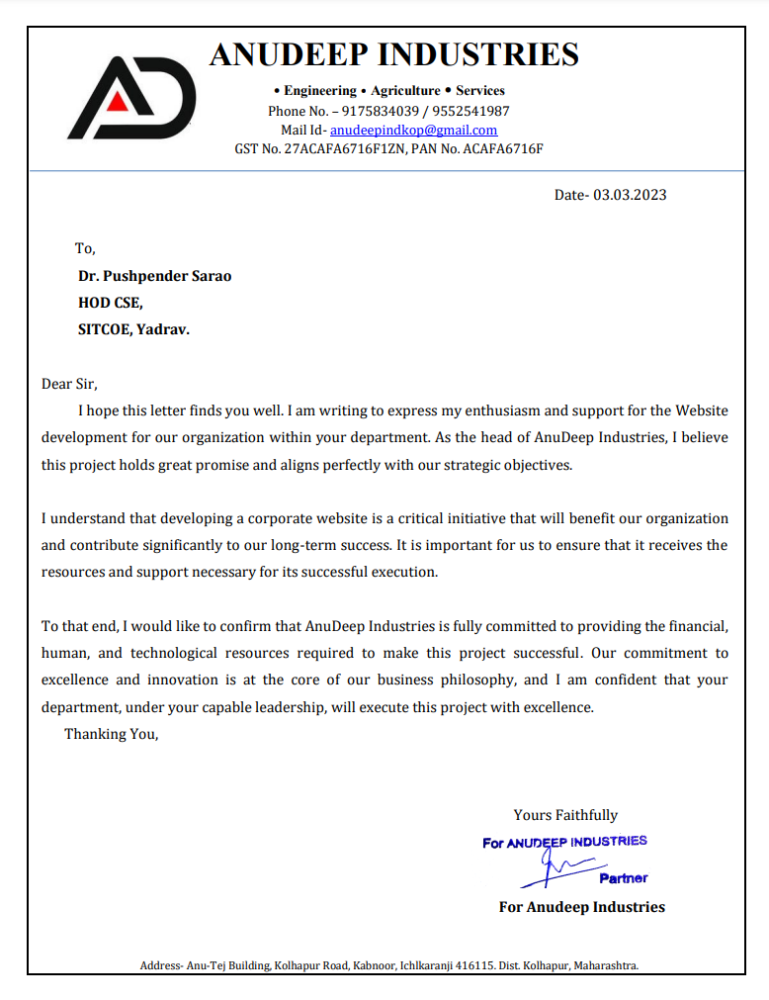 ANUDEEP INDUSTRIES
• Engineering • Agriculture • Services
Phone No. – 9175834039 / 9552541987
Mail Id- anudeepindkop@gmail.com
GST No. 27ACAFA6716F1ZN, PAN No. ACAFA6716F
Date- 03.03.2023
To,
Dr. Pushpender Sarao
HOD CSE,
SITCOE, Yadrav.
Dear Sir,
I hope this letter finds you well. I am writing to express my enthusiasm and support for the Website
development for our organization within your department. As the head of AnuDeep Industries, I believe
this project holds great promise and aligns perfectly with our strategic objectives.
I understand that developing a corporate website is a critical initiative that will benefit our organization
and contribute significantly to our long-term success. It is important for us to ensure that it receives the
resources and support necessary for its successful execution.
To that end, I would like to confirm that AnuDeep Industries is fully committed to providing the financial,
human, and technological resources required to make this project successful. Our commitment to
excellence and innovation is at the core of our business philosophy, and I am confident that your
department, under your capable leadership, will execute this project with excellence.
Thanking You,
Yours Faithfully
For ANUDEEP INDUSTRIES
Partner
For Anudeep Industries
Address- Anu-Tej Building, Kolhapur Road, Kabnoor, Ichlkaranji 416115. Dist. Kolhapur, Maharashtra.